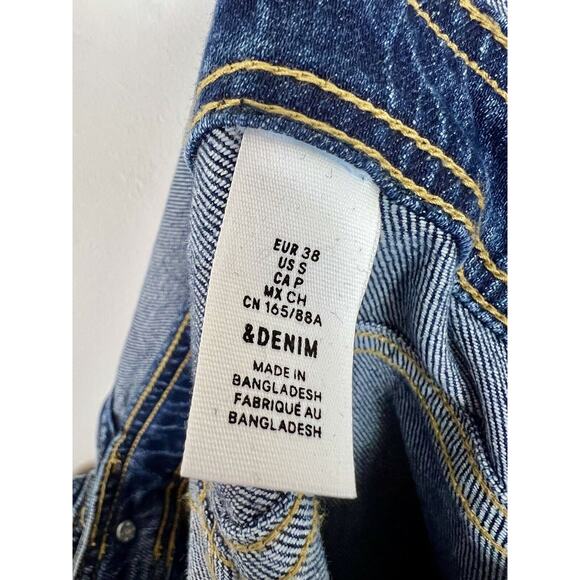 EUR 38
US S
CA P
MX CH
CN 165/88A
&DENIM
MADE IN
BANGLADESH
FABRIQUÉ AU
BANGLADESH